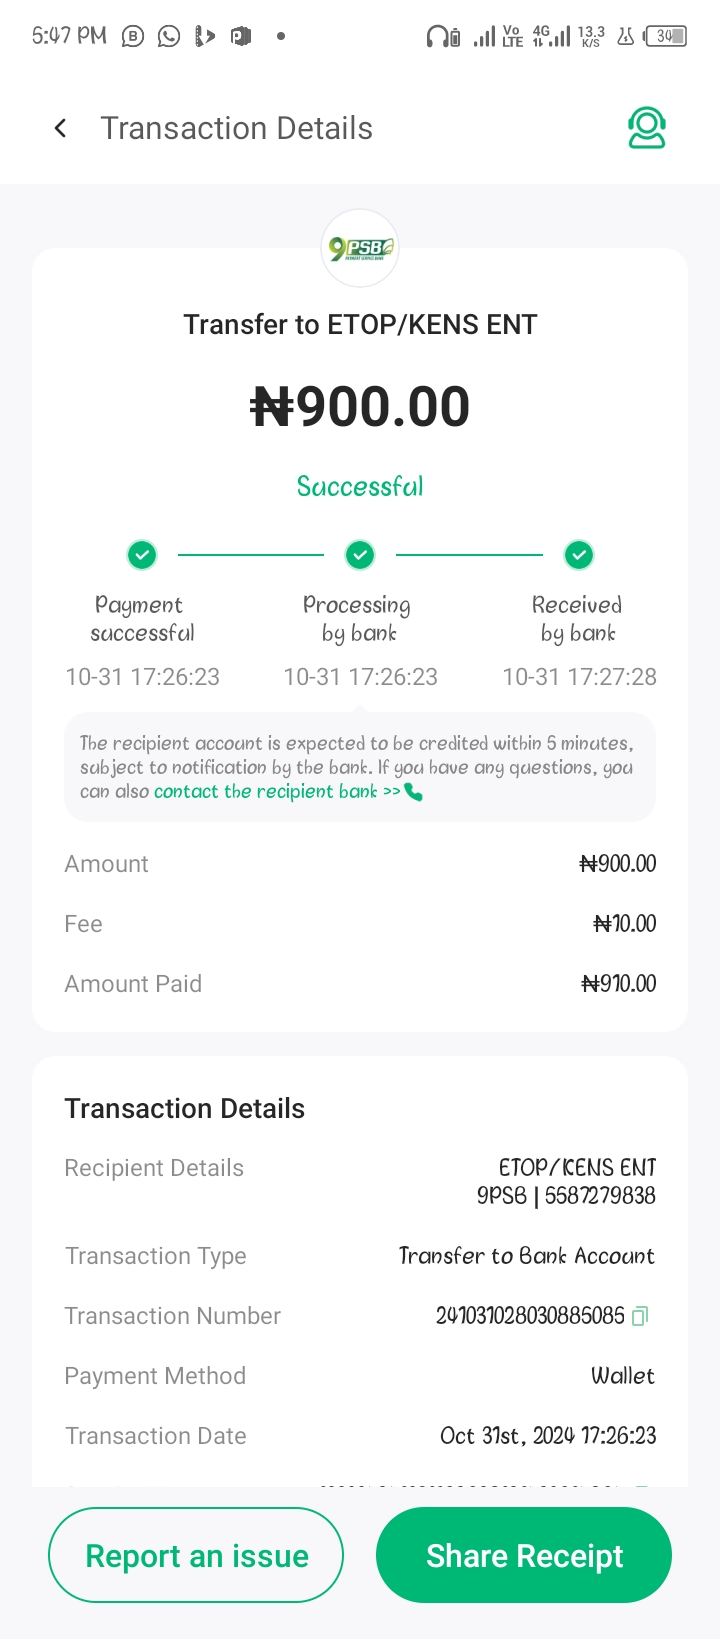 5:47 PM
Vo LTE 4G 13.3 K/S 30
Transaction Details
9PSB
PAYMENT SERVICE BANK
Transfer to ETOP/KENS ENT
₦900.00
Successful
Payment successful
Processing by bank
Received by bank
10-31 17:26:23
10-31 17:26:23
10-31 17:27:28
The recipient account is expected to be credited within 5 minutes,
subject to notification by the bank. If you have any questions, you
can also contact the recipient bank >>
Amount ₦900.00
Fee ₦10.00
Amount Paid ₦910.00
Transaction Details
Recipient Details ETOP/KENS ENT
9PSB | 5587279838
Transaction Type Transfer to Bank Account
Transaction Number 241031028030885085
Payment Method Wallet
Transaction Date Oct 31st, 2024 17:26:23
Report an issue
Share Receipt